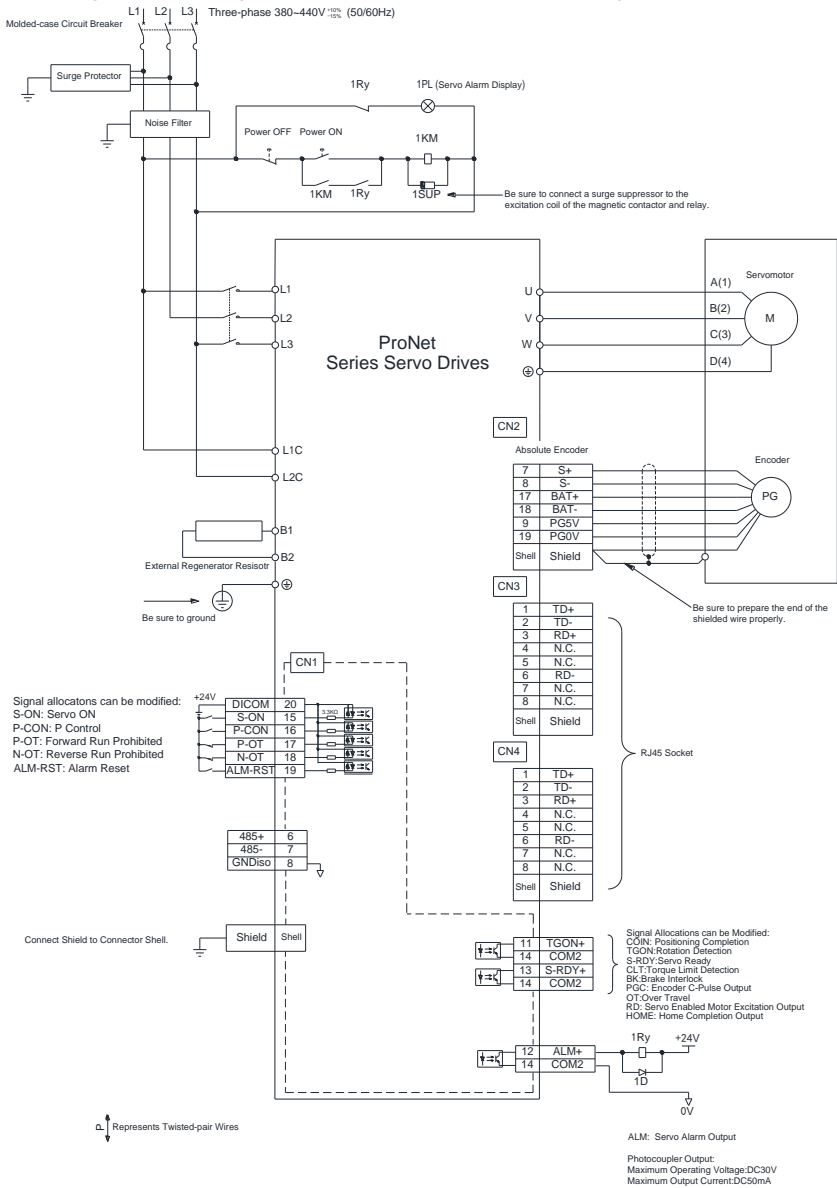 L1 L2 L3 Three-phase 380~440V +10% -15% (50/60Hz)
Molded-case Circuit Breaker
Surge Protector
Noise Filter
1Ry
1PL (Servo Alarm Display)
Power OFF Power ON
1KM
1KM
1Ry
1SUP
Be sure to connect a surge suppressor to the
excitation coil of the magnetic contactor and relay.
L1
L2
L3
L1C
L2C
B1
B2
External Regenerator Resisotr
Be sure to ground
ProNet
Series Servo Drives
U
V
W
A(1)
B(2)
C(3)
D(4)
Servomotor
M
CN2
Absolute Encoder
7 S+
8 S-
17 BAT+
18 BAT-
9 PG5V
19 PG0V
Shell Shield
Encoder
PG
Be sure to prepare the end of the
shielded wire properly.
CN3
1 TD+
2 TD-
3 RD+
4 N.C.
5 N.C.
6 RD-
7 N.C.
8 N.C.
Shell Shield
CN4
1 TD+
2 TD-
3 RD+
4 N.C.
5 N.C.
6 RD-
7 N.C.
8 N.C.
Shell Shield
RJ45 Socket
CN1
Signal allocatons can be modified:
S-ON: Servo ON
P-CON: P Control
P-OT: Forward Run Prohibited
N-OT: Reverse Run Prohibited
ALM-RST: Alarm Reset
+24V
DICOM 20
S-ON 15
P-CON 16
P-OT 17
N-OT 18
ALM-RST 19
3.3KΩ
485+ 6
485- 7
GNDiso 8
Connect Shield to Connector Shell.
Shield Shell
11 TGON+
14 COM2
13 S-RDY+
14 COM2
Signal Allocations can be Modified:
COIN: Positioning Completion
TGON:Rotation Detection
S-RDY:Servo Ready
CLT:Torque Limit Detection
BK:Brake Interlock
PGC: Encoder C-Pulse Output
OT:Over Travel
RD: Servo Enabled Motor Excitation Output
HOME: Home Completion Output
12 ALM+
14 COM2
1Ry
+24V
1D
0V
P Represents Twisted-pair Wires
ALM: Servo Alarm Output
Photocoupler Output:
Maximum Operating Voltage:DC30V
Maximum Output Current:DC50mA